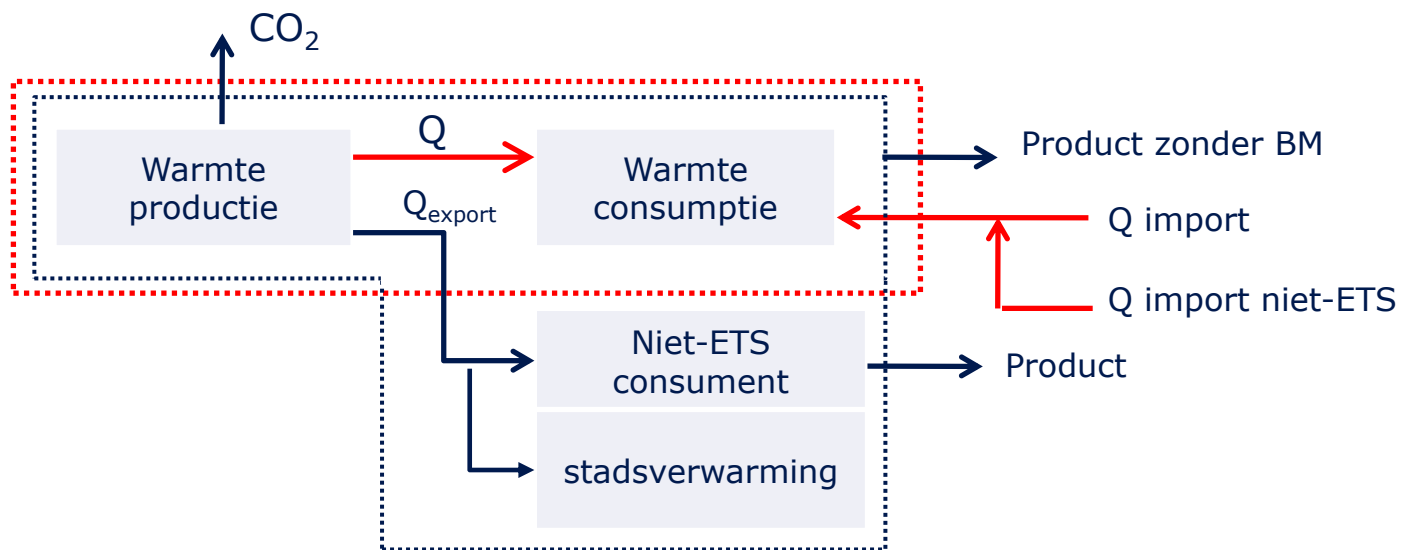 CO₂
Q
Warmte
productie
Warmte
consumptie
Product zonder BM
Qexport
Q import
Q import niet-ETS
Niet-ETS
consument
Product
stadsverwarming